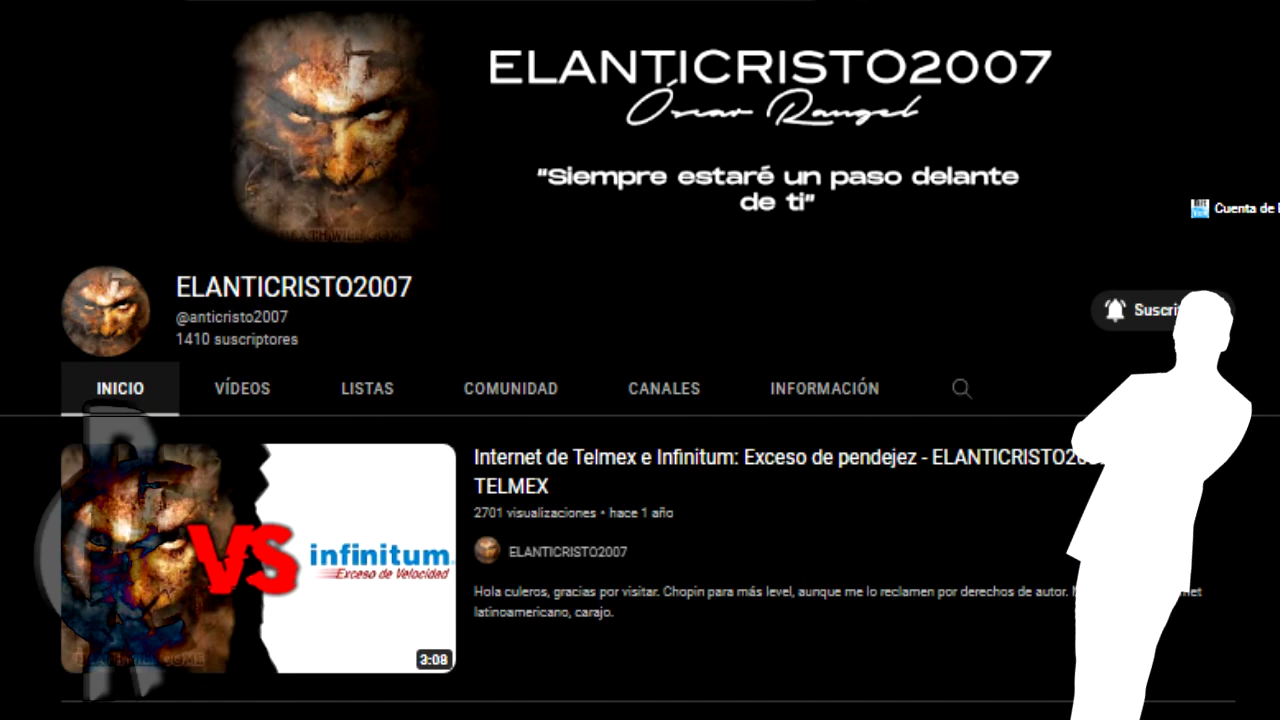 ELANTICRISTO2007
Óscar Rangel
"Siempre estaré un paso delante
de ti"
Cuenta de
ELANTICRISTO2007
@anticristo2007
1410 suscriptores
Suscri
INICIO
VÍDEOS
LISTAS
COMUNIDAD
CANALES
INFORMACIÓN
Internet de Telmex e Infinitum: Exceso de pendejez - ELANTICRISTO20
TELMEX
2701 visualizaciones • hace 1 año
ELANTICRISTO2007
Hola culeros, gracias por visitar. Chopin para más level, aunque me lo reclamen por derechos de autor.
latinoamericano, carajo.
VS
infinitum
Exceso de Velocidad
DEATH WILL COME
3:08